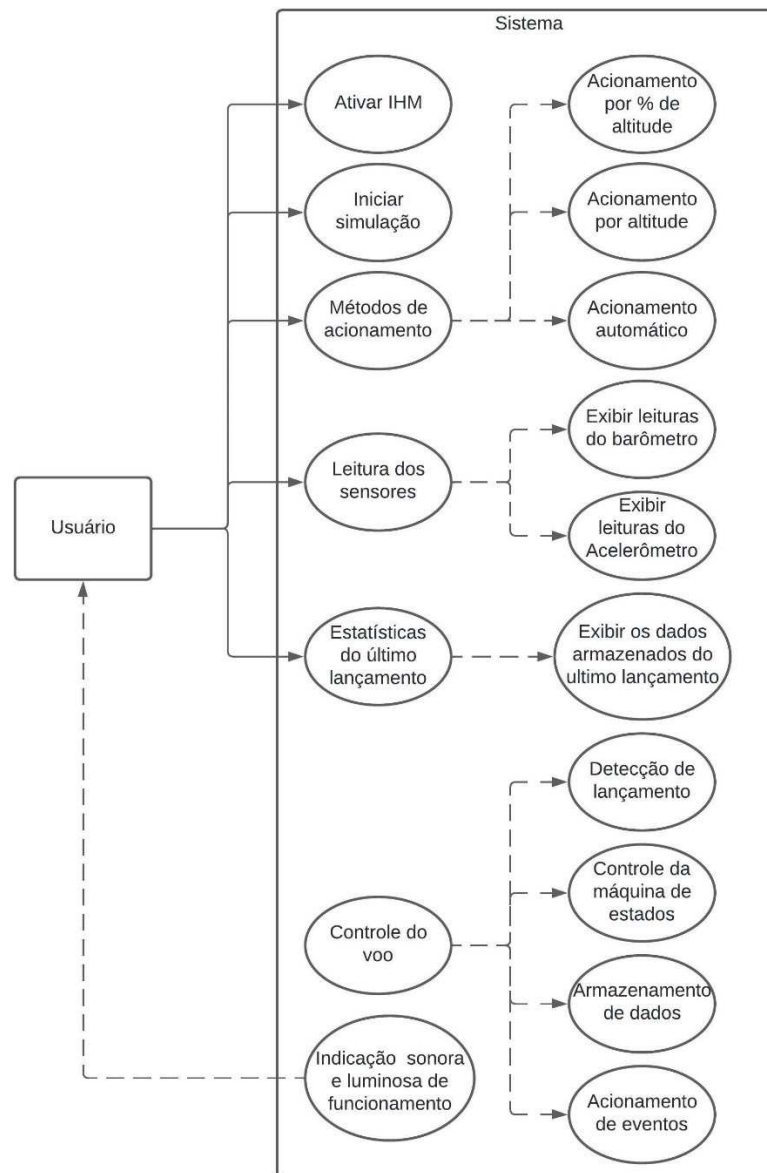 Sistema
Ativar IHM
Acionamento
por % de
altitude
Iniciar
simulação
Acionamento
por altitude
Métodos de
acionamento
Acionamento
automático
Exibir leituras
do barômetro
Leitura dos
sensores
Usuário
Exibir
leituras do
Acelerômetro
Estatísticas
do último
lançamento
Exibir os dados
armazenados do
ultimo lançamento
Detecção de
lançamento
Controle da
máquina de
estados
Controle do
voo
Armazenamento
de dados
Indicação sonora
e luminosa de
funcionamento
Acionamento
de eventos